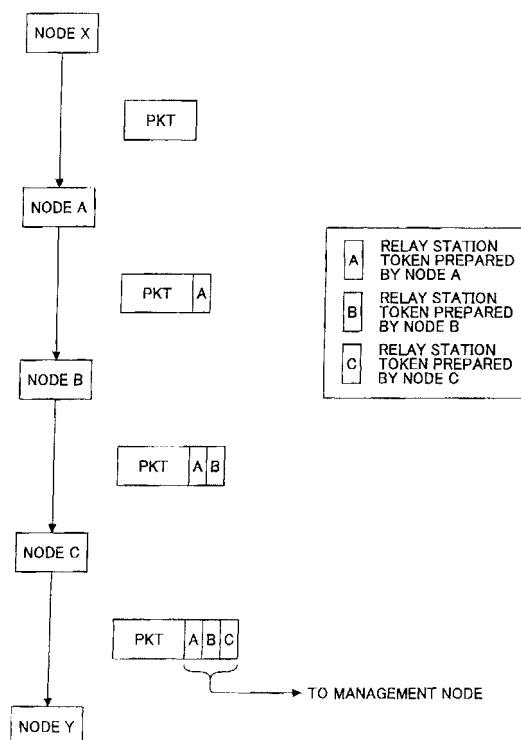 NODE X
PKT
NODE A
A RELAY STATION
TOKEN PREPARED
BY NODE A
PKT A
B RELAY STATION
TOKEN PREPARED
BY NODE B
C RELAY STATION
TOKEN PREPARED
BY NODE C
NODE B
PKT A B
NODE C
PKT A B C
TO MANAGEMENT NODE
NODE Y